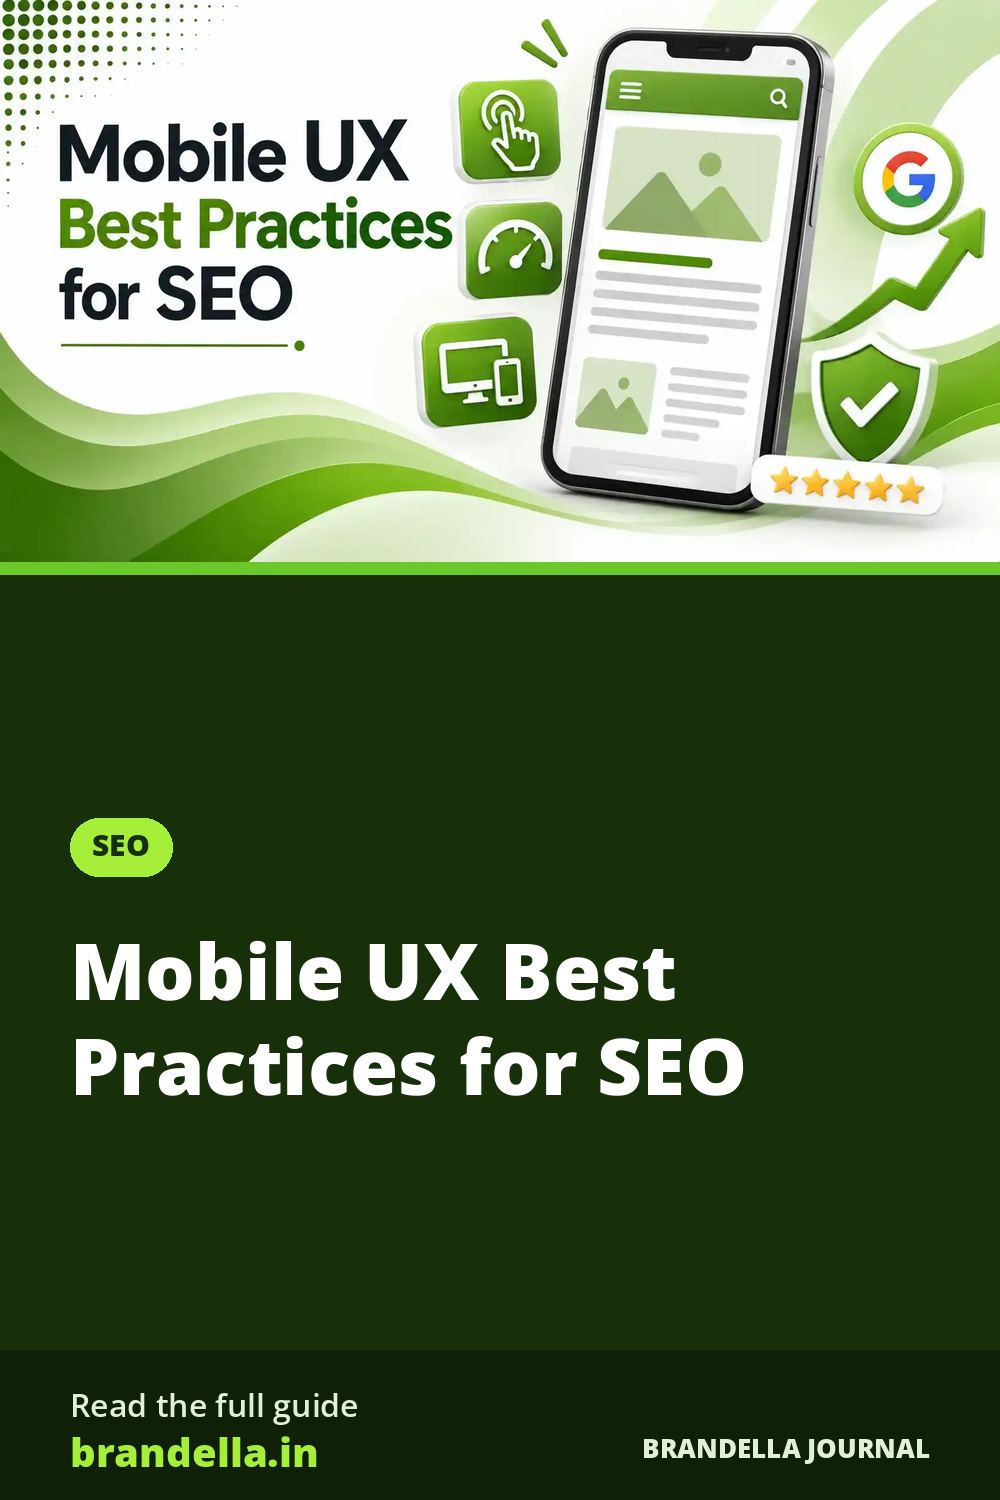 Mobile UX
Best Practices
for SEO
G
SEO
Mobile UX Best
Practices for SEO
Read the full guide
brandella.in
BRANDELLA JOURNAL